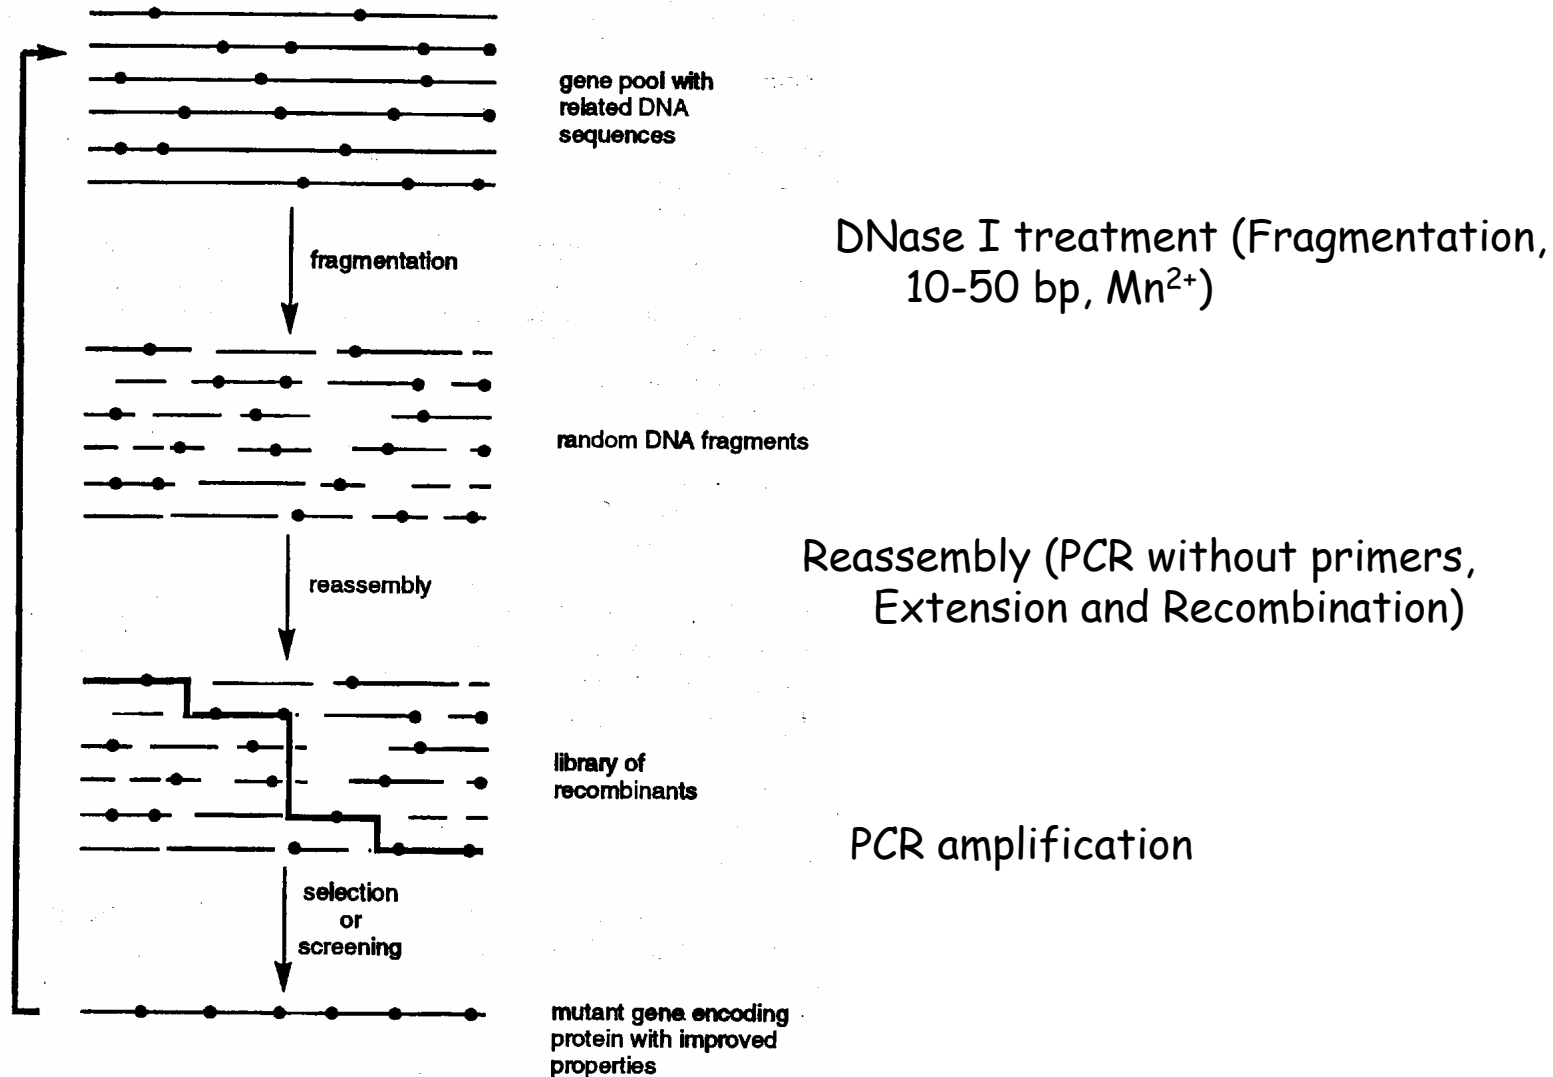 gene pool with
related DNA
sequences
DNase I treatment (Fragmentation,
10-50 bp, Mn²⁺)
fragmentation
random DNA fragments
Reassembly (PCR without primers,
Extension and Recombination)
reassembly
library of
recombinants
PCR amplification
selection
or
screening
mutant gene encoding
protein with improved
properties